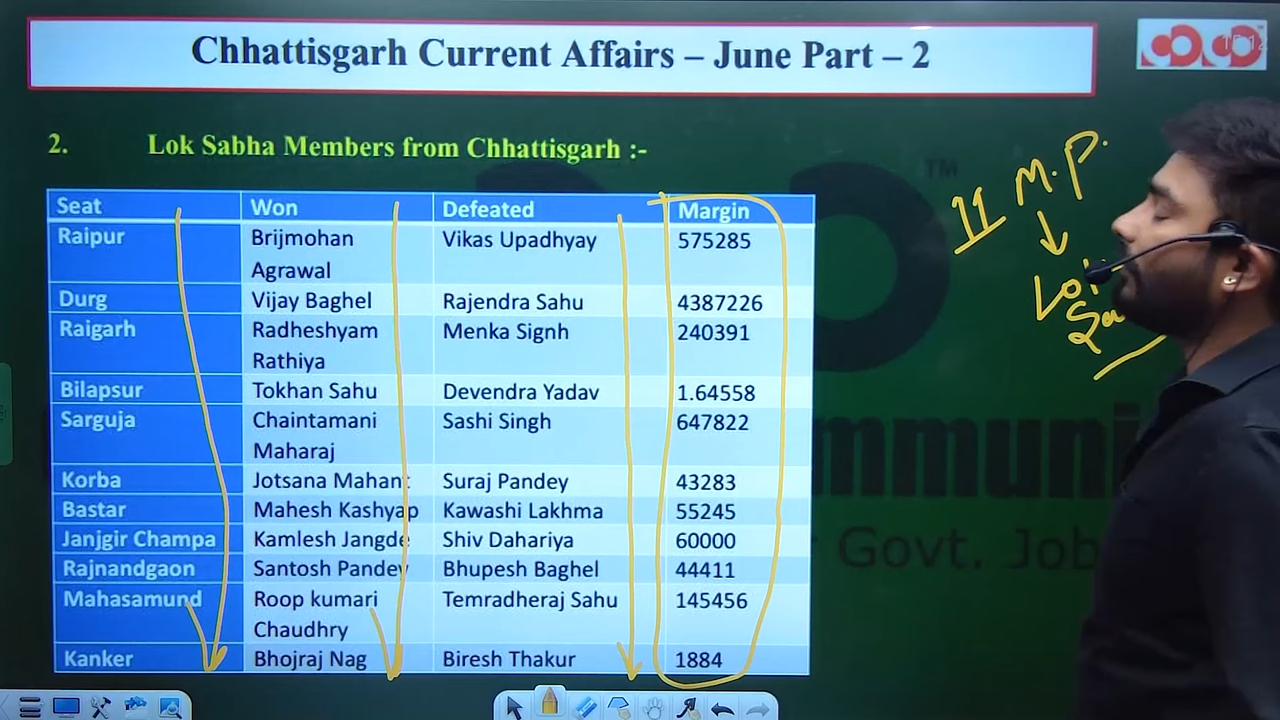 Chhattisgarh Current Affairs – June Part – 2
2. Lok Sabha Members from Chhattisgarh :-
Seat Won Defeated Margin
Raipur Brijmohan Agrawal Vikas Upadhyay 575285
Durg Vijay Baghel Rajendra Sahu 4387226
Raigarh Radheshyam Rathiya Menka Signh 240391
Bilapsur Tokhan Sahu Devendra Yadav 1.64558
Sarguja Chaintamani Maharaj Sashi Singh 647822
Korba Jotsana Mahant Suraj Pandey 43283
Bastar Mahesh Kashyap Kawashi Lakhma 55245
Janjgir Champa Kamlesh Jangde Shiv Dahariya 60000
Rajnandgaon Santosh Pandey Bhupesh Baghel 44411
Mahasamund Roop kumari Chaudhry Temradheraj Sahu 145456
Kanker Bhojraj Nag Biresh Thakur 1884
11 M.P.
TM
Govt. Job